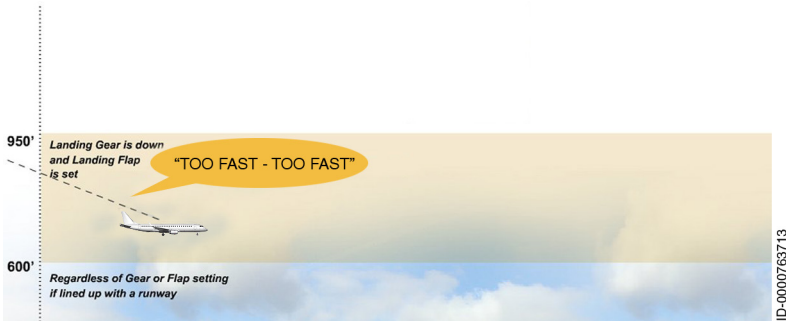 950'
Landing Gear is down
and Landing Flap
is set
"TOO FAST - TOO FAST"
600'
Regardless of Gear or Flap setting
if lined up with a runway
ID-0000763713